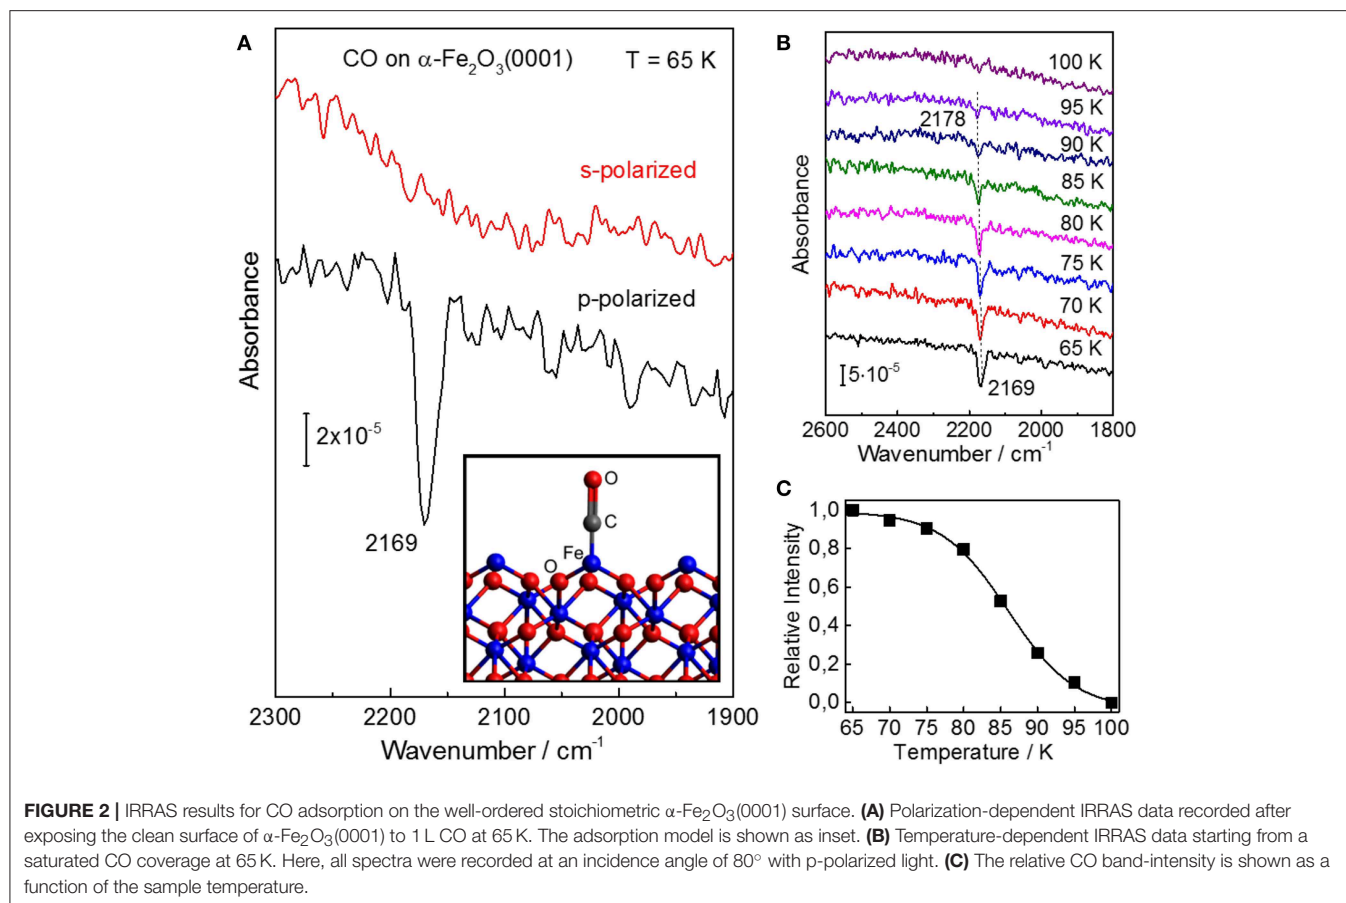 A
CO on α-Fe₂O₃(0001) T = 65 K
s-polarized
p-polarized
Absorbance
2x10⁻⁵
2169
O
C
Fe
O
2300 2200 2100 2000 1900
Wavenumber / cm⁻¹
B
100 K
95 K
2178
90 K
85 K
80 K
75 K
70 K
65 K
Absorbance
5·10⁻⁵
2169
2600 2400 2200 2000 1800
Wavenumber / cm⁻¹
C
1,0
0,8
0,6
0,4
0,2
0,0
Relative Intensity
65 70 75 80 85 90 95 100
Temperature / K
FIGURE 2 | IRRAS results for CO adsorption on the well-ordered stoichiometric α-Fe₂O₃(0001) surface. (A) Polarization-dependent IRRAS data recorded after
exposing the clean surface of α-Fe₂O₃(0001) to 1 L CO at 65 K. The adsorption model is shown as inset. (B) Temperature-dependent IRRAS data starting from a
saturated CO coverage at 65 K. Here, all spectra were recorded at an incidence angle of 80° with p-polarized light. (C) The relative CO band-intensity is shown as a
function of the sample temperature.